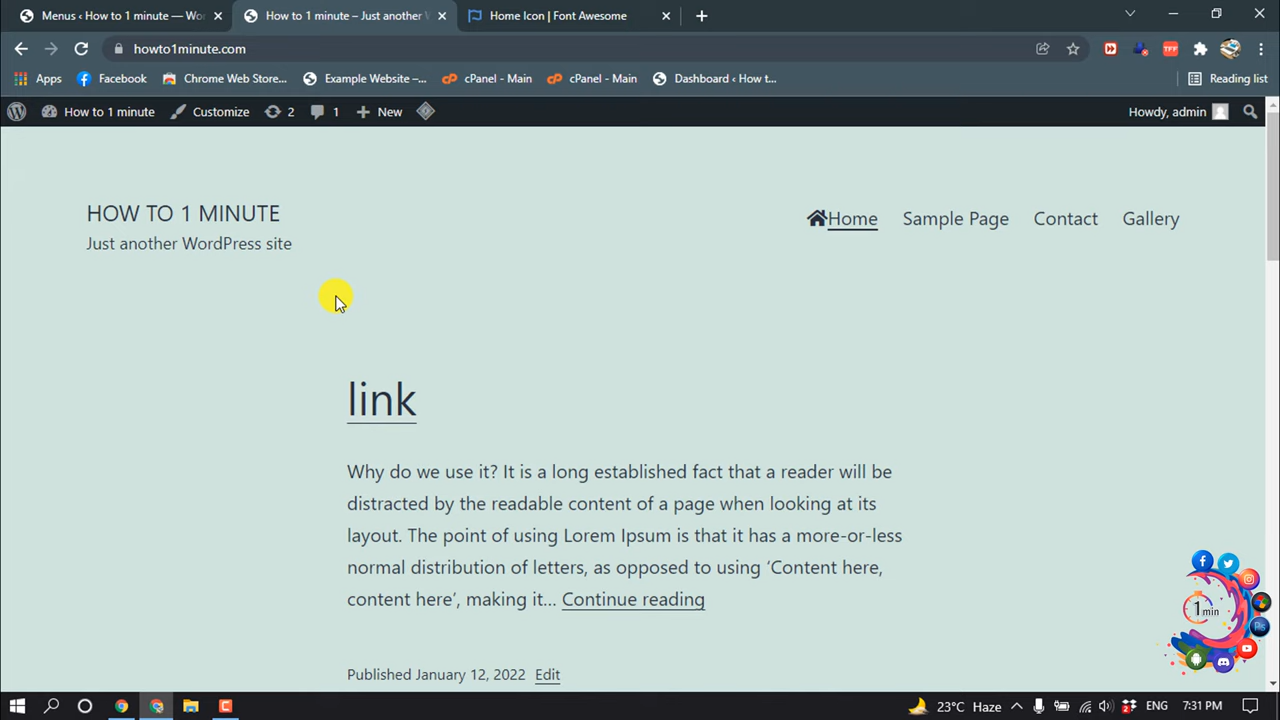 Menus ‹ How to 1 minute — Wor
How to 1 minute – Just another W
Home Icon | Font Awesome
howto1minute.com
Apps
Facebook
Chrome Web Store...
Example Website –...
cPanel - Main
cPanel - Main
Dashboard ‹ How t...
Reading list
How to 1 minute
Customize
2
1
New
Howdy, admin
HOW TO 1 MINUTE
Just another WordPress site
Home
Sample Page
Contact
Gallery
link
Why do we use it? It is a long established fact that a reader will be
distracted by the readable content of a page when looking at its
layout. The point of using Lorem Ipsum is that it has a more-or-less
normal distribution of letters, as opposed to using ‘Content here,
content here’, making it… Continue reading
Published January 12, 2022 Edit
1min
Ps
23°C Haze
ENG
7:31 PM